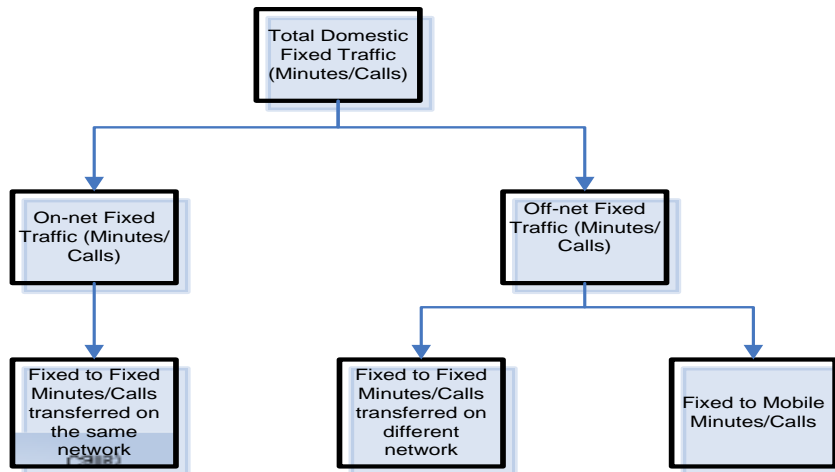 Total Domestic
Fixed Traffic
(Minutes/Calls)
On-net Fixed
Traffic (Minutes/
Calls)
Off-net Fixed
Traffic (Minutes/
Calls)
Fixed to Fixed
Minutes/Calls
transferred on
the same
network
Fixed to Fixed
Minutes/Calls
transferred on
different
network
Fixed to Mobile
Minutes/Calls